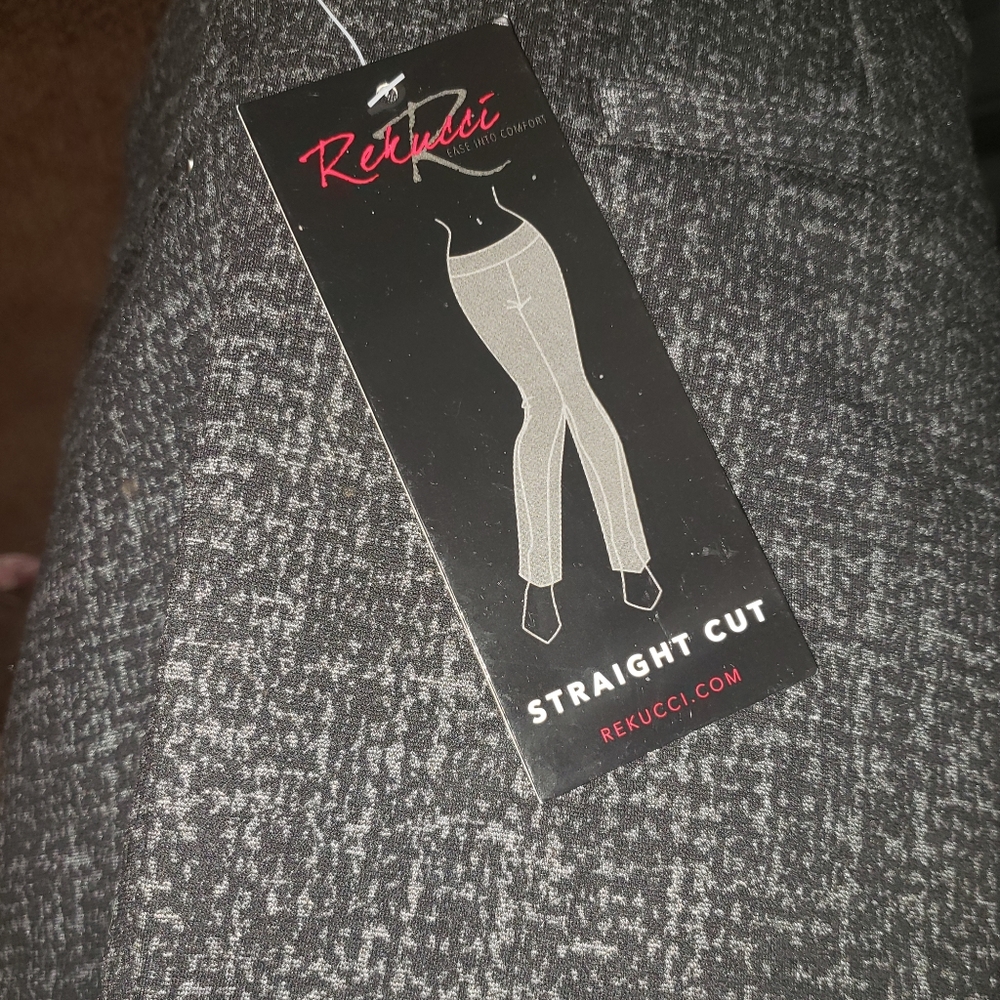 Rekucci
R
EASE INTO COMFORT
STRAIGHT CUT
REKUCCI.COM